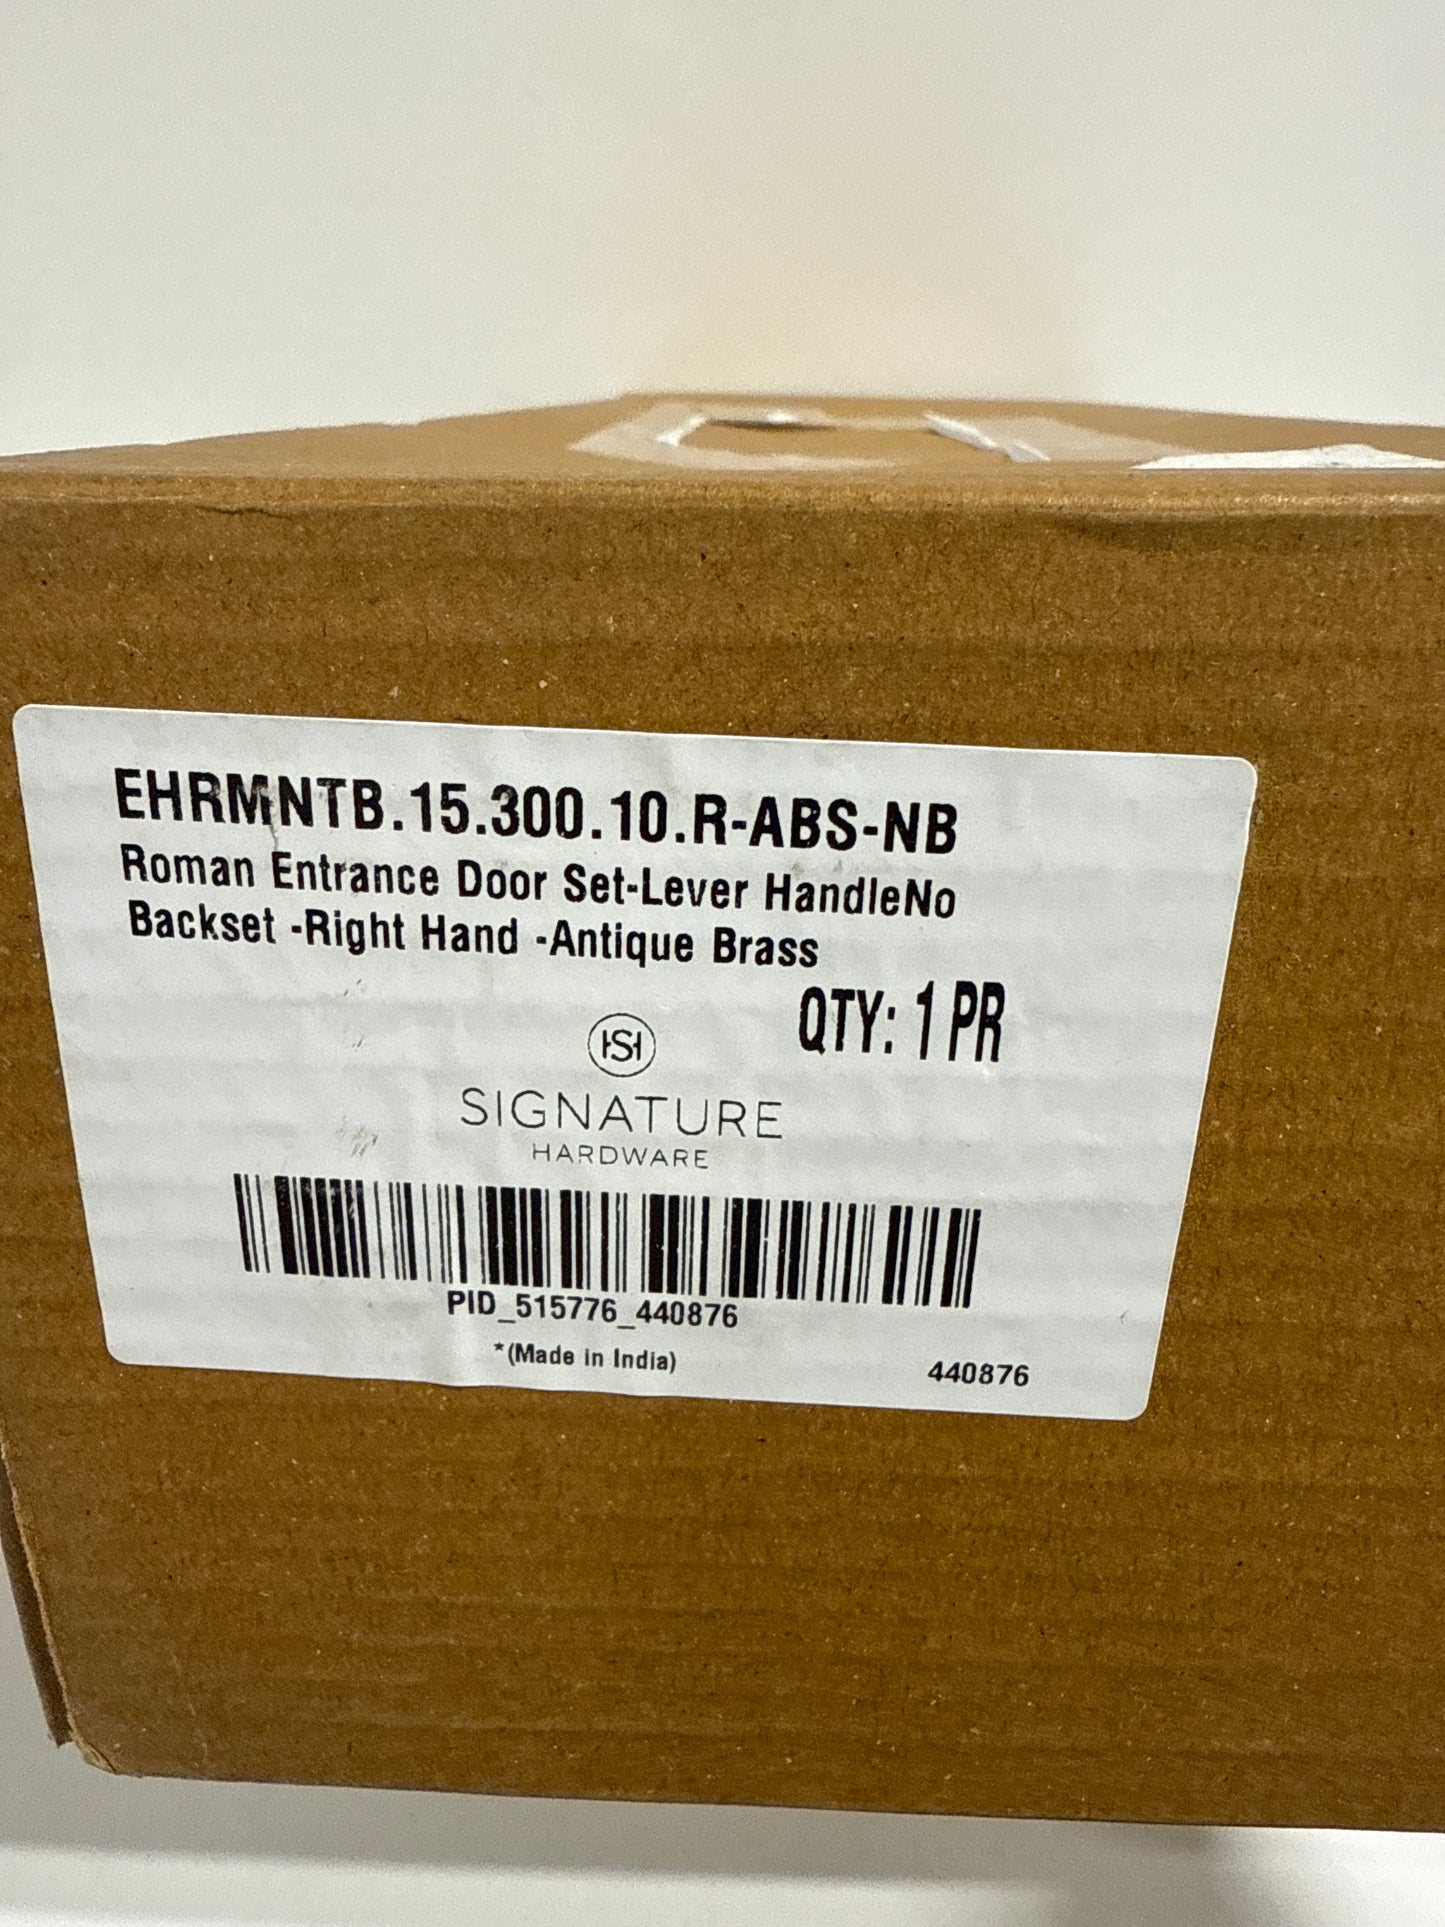 EHRMNTB.15.300.10.R-ABS-NB
Roman Entrance Door Set-Lever HandleNo
Backset -Right Hand -Antique Brass
QTY: 1 PR
SH
SIGNATURE
HARDWARE
PID_515776_440876
*(Made in India)
440876